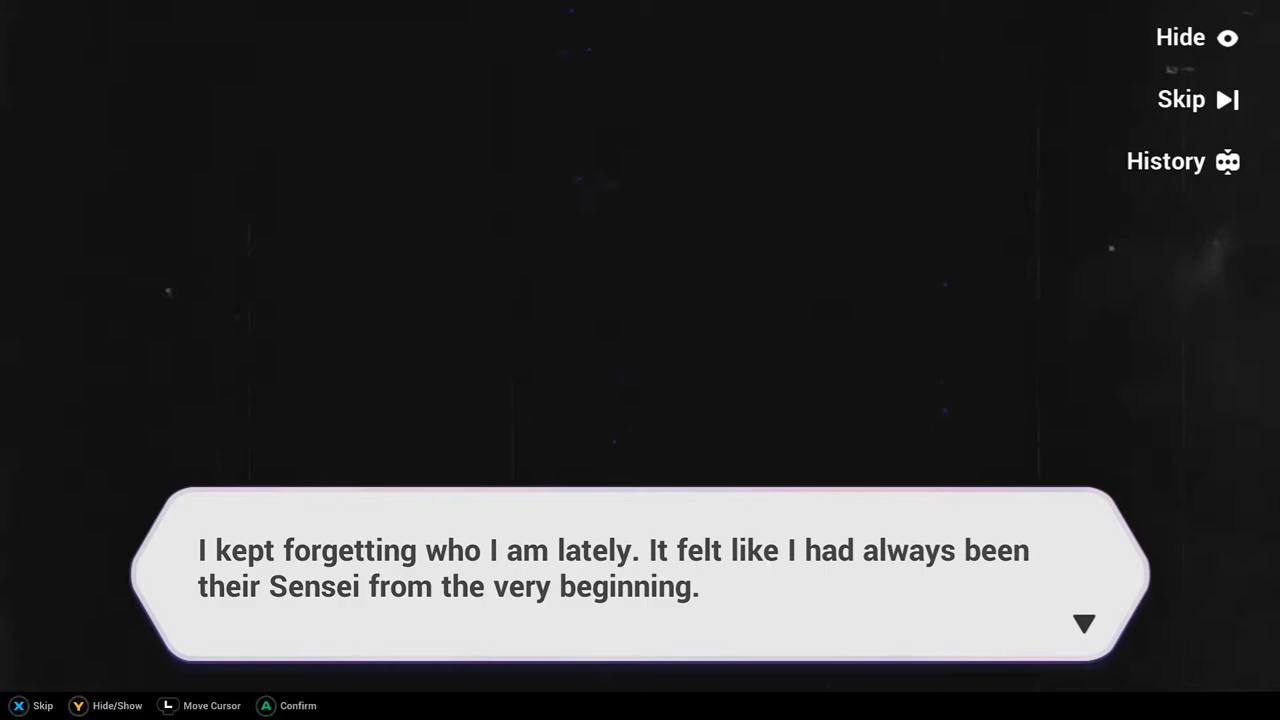 Hide
Skip
History
I kept forgetting who I am lately. It felt like I had always been
their Sensei from the very beginning.
X Skip Y Hide/Show L Move Cursor A Confirm